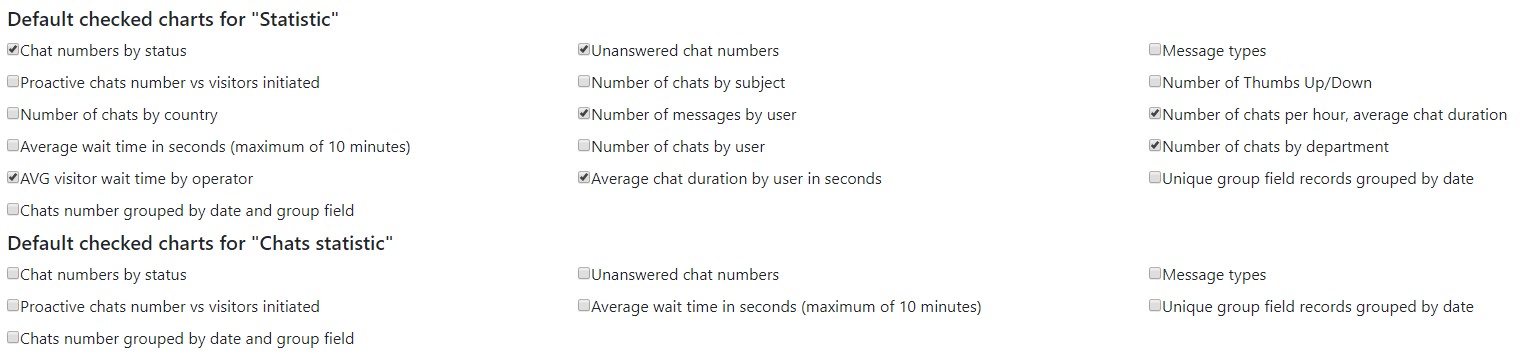 Default checked charts for "Statistic"
Chat numbers by status Unanswered chat numbers Message types
Proactive chats number vs visitors initiated Number of chats by subject Number of Thumbs Up/Down
Number of chats by country Number of messages by user Number of chats per hour, average chat duration
Average wait time in seconds (maximum of 10 minutes) Number of chats by user Number of chats by department
AVG visitor wait time by operator Average chat duration by user in seconds Unique group field records grouped by date
Chats number grouped by date and group field
Default checked charts for "Chats statistic"
Chat numbers by status Unanswered chat numbers Message types
Proactive chats number vs visitors initiated Average wait time in seconds (maximum of 10 minutes) Unique group field records grouped by date
Chats number grouped by date and group field